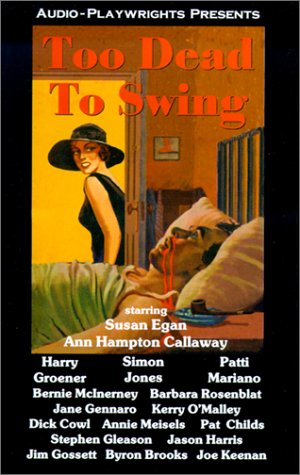 AUDIO-PLAYWRIGHTS PRESENTS
Too Dead
To Swing
starring
Susan Egan
Ann Hampton Callaway
Harry Simon Patti
Groener Jones Mariano
Bernie McInerney Barbara Rosenblat
Jane Gennaro Kerry O'Malley
Dick Cowl Annie Meisels Pat Childs
Stephen Gleason Jason Harris
Jim Gossett Byron Brooks Joe Keenan